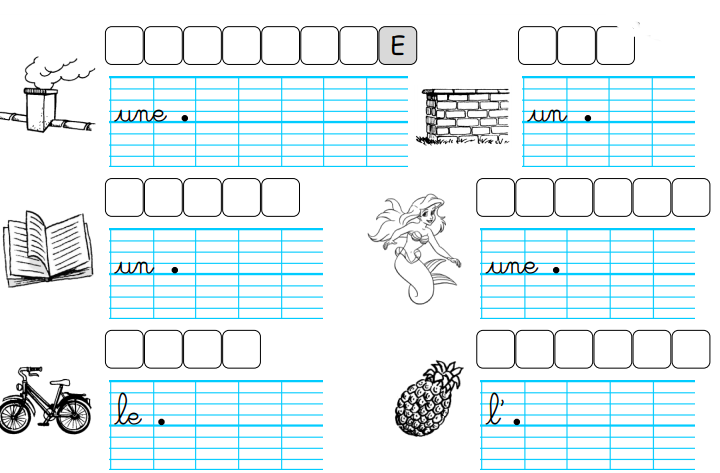 E
une .
un .
un .
une .
le .
l' .